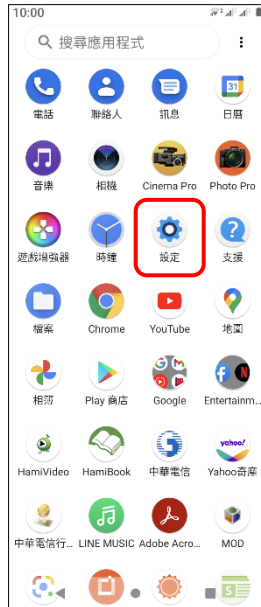 10:00
搜尋應用程式
31
電話 聯絡人 訊息 日曆
音樂 相機 Cinema Pro Photo Pro
遊戲增強器 時鐘 設定 支援
檔案 Chrome YouTube 地圖
相簿 Play 商店 Google Entertainm...
yahoo!
HamiVideo HamiBook 中華電信 Yahoo奇摩
中華電信行... LINE MUSIC Adobe Acro... MOD